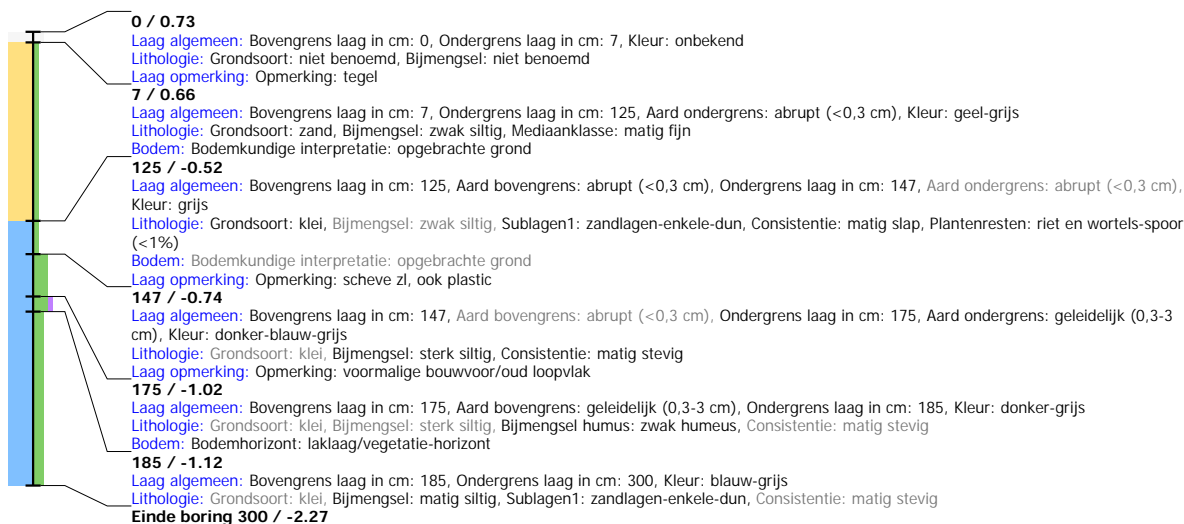 0 / 0.73
Laag algemeen: Bovengrens laag in cm: 0, Ondergrens laag in cm: 7, Kleur: onbekend
Lithologie: Grondsoort: niet benoemd, Bijmengsel: niet benoemd
Laag opmerking: Opmerking: tegel
7 / 0.66
Laag algemeen: Bovengrens laag in cm: 7, Ondergrens laag in cm: 125, Aard ondergrens: abrupt (<0,3 cm), Kleur: geel-grijs
Lithologie: Grondsoort: zand, Bijmengsel: zwak siltig, Mediaanklasse: matig fijn
Bodem: Bodemkundige interpretatie: opgebrachte grond
125 / -0.52
Laag algemeen: Bovengrens laag in cm: 125, Aard bovengrens: abrupt (<0,3 cm), Ondergrens laag in cm: 147, Aard ondergrens: abrupt (<0,3 cm),
Kleur: grijs
Lithologie: Grondsoort: klei, Bijmengsel: zwak siltig, Sublagen1: zandlagen-enkele-dun, Consistentie: matig slap, Plantenresten: riet en wortels-spoor
(<1%)
Bodem: Bodemkundige interpretatie: opgebrachte grond
Laag opmerking: Opmerking: scheve zl, ook plastic
147 / -0.74
Laag algemeen: Bovengrens laag in cm: 147, Aard bovengrens: abrupt (<0,3 cm), Ondergrens laag in cm: 175, Aard ondergrens: geleidelijk (0,3-3
cm), Kleur: donker-blauw-grijs
Lithologie: Grondsoort: klei, Bijmengsel: sterk siltig, Consistentie: matig stevig
Laag opmerking: Opmerking: voormalige bouwvoor/oud loopvlak
175 / -1.02
Laag algemeen: Bovengrens laag in cm: 175, Aard bovengrens: geleidelijk (0,3-3 cm), Ondergrens laag in cm: 185, Kleur: donker-grijs
Lithologie: Grondsoort: klei, Bijmengsel: sterk siltig, Bijmengsel humus: zwak humeus, Consistentie: matig stevig
Bodem: Bodemhorizont: laklaag/vegetatie-horizont
185 / -1.12
Laag algemeen: Bovengrens laag in cm: 185, Ondergrens laag in cm: 300, Kleur: blauw-grijs
Lithologie: Grondsoort: klei, Bijmengsel: matig siltig, Sublagen1: zandlagen-enkele-dun, Consistentie: matig stevig
Einde boring 300 / -2.27